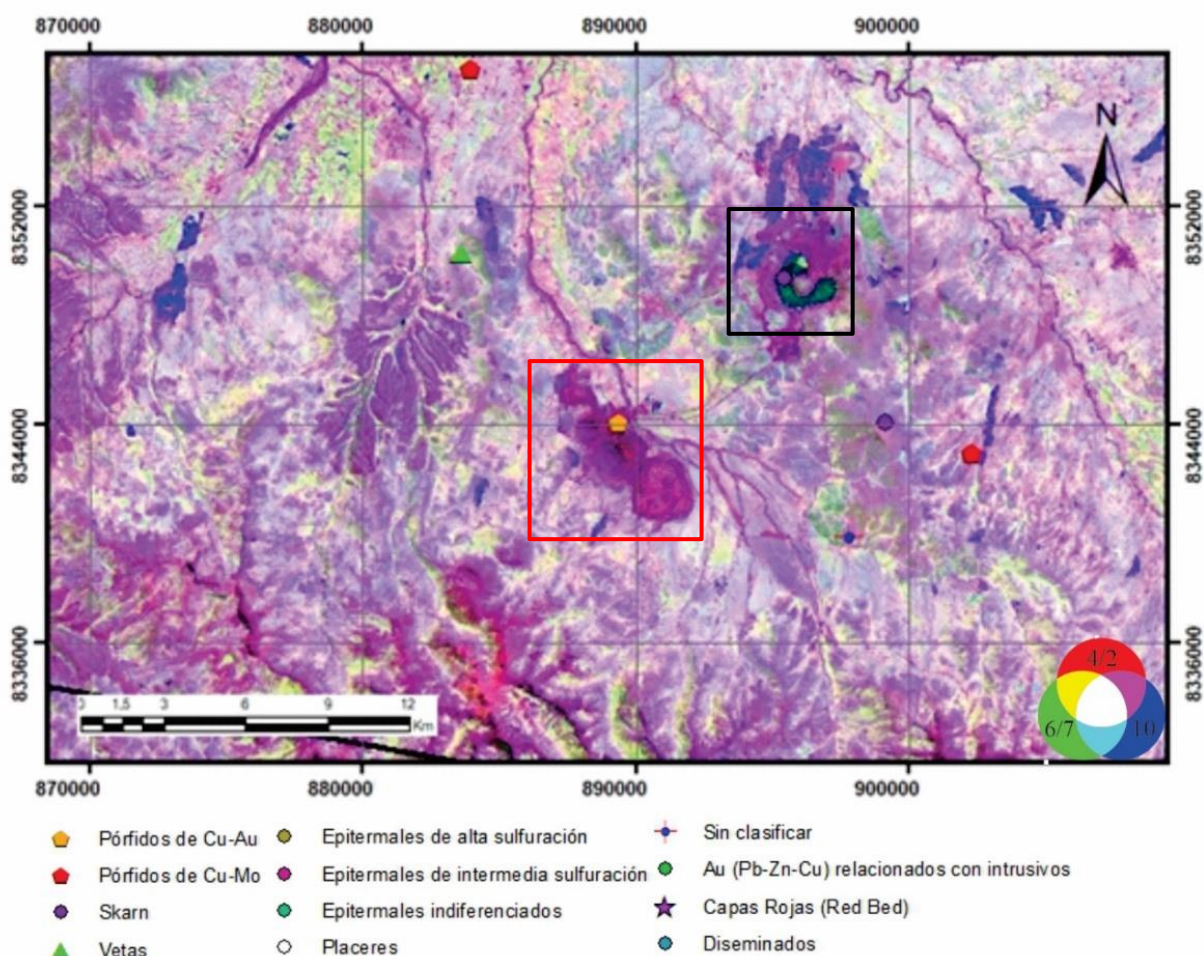 870000 880000 890000 900000
N
8352000 8352000
8344000 8344000
8336000 8336000
4/2
6/7 10
0 1,5 3 6 9 12
Km
870000 880000 890000 900000
Pórfidos de Cu-Au Epitermales de alta sulfuración Sin clasificar
Pórfidos de Cu-Mo Epitermales de intermedia sulfuración Au (Pb-Zn-Cu) relacionados con intrusivos
Skarn Epitermales indiferenciados Capas Rojas (Red Bed)
Vetas Placeres Diseminados